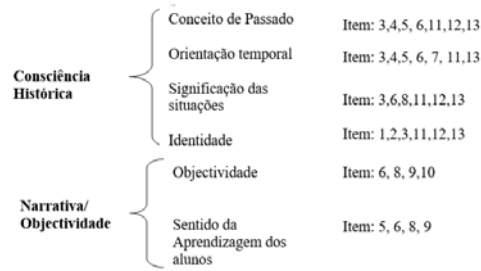 Consciência
Histórica
Conceito de Passado Item: 3,4,5, 6,11,12,13
Orientação temporal Item: 3,4,5, 6, 7, 11,13
Significação das
situações Item: 3,6,8,11,12,13
Identidade Item: 1,2,3,11,12,13
Narrativa/
Objectividade
Objectividade Item: 6, 8, 9,10
Sentido da
Aprendizagem dos
alunos Item: 5, 6, 8, 9